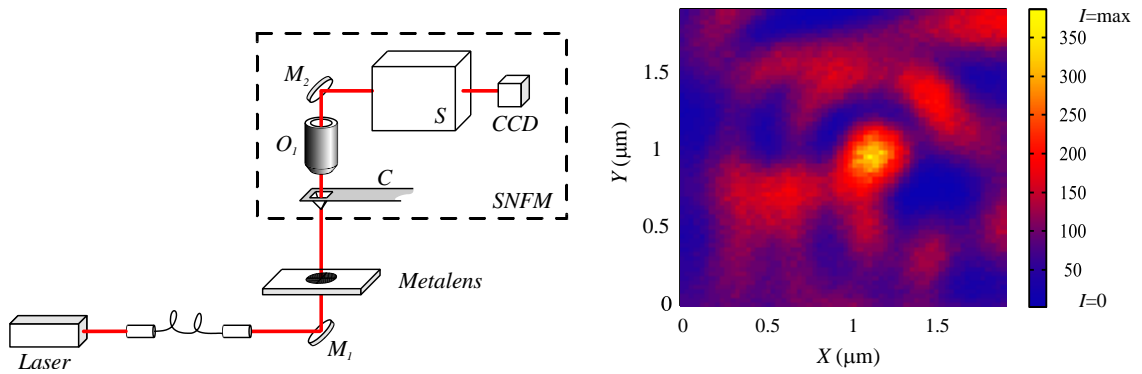 M₂
S
CCD
O₁
C
SNFM
Metalens
M₁
Laser
Y (μm)
1.5
1
0.5
0
0
0.5
1
1.5
X (μm)
I=max
350
300
250
200
150
100
50
I=0